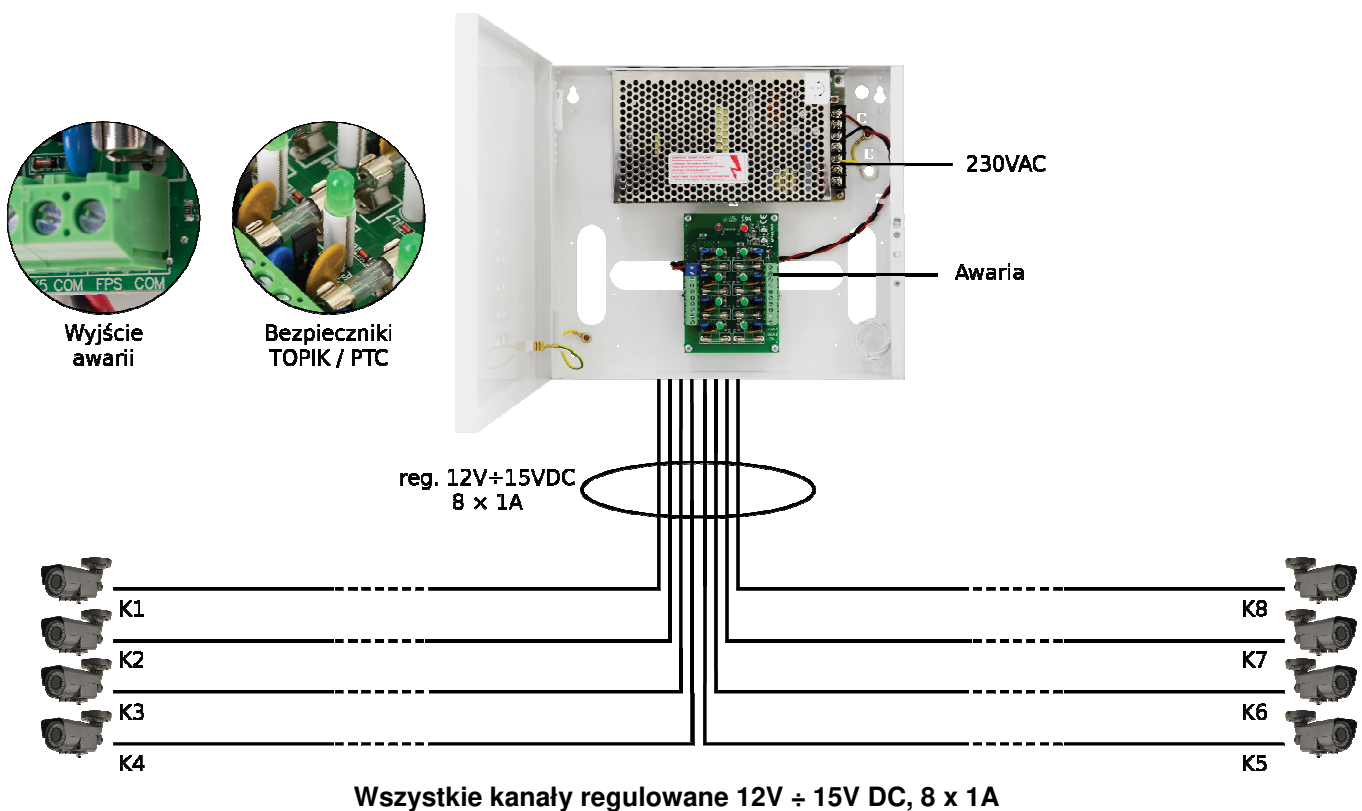 230VAC
Awaria
5 COM FPS COM
Wyjście
awarii
Bezpieczniki
TOPIK / PTC
reg. 12V÷15VDC
8 × 1A
K1
K2
K3
K4
K8
K7
K6
K5
Wszystkie kanały regulowane 12V ÷ 15V DC, 8 x 1A